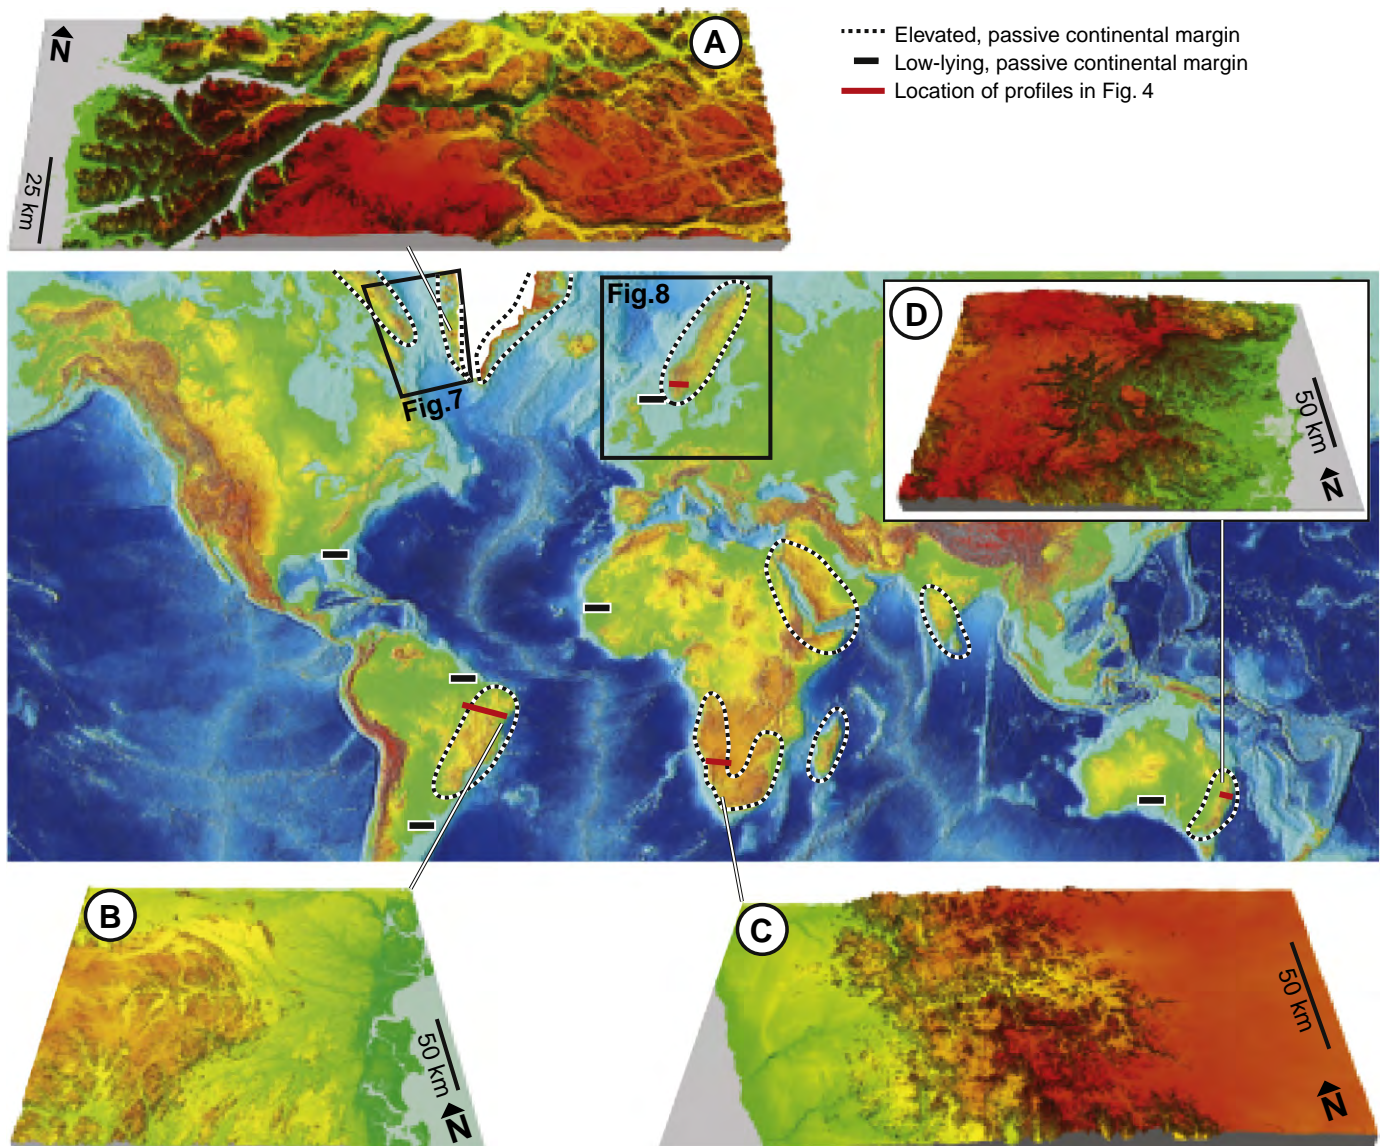 N
A
25 km
Elevated, passive continental margin
Low-lying, passive continental margin
Location of profiles in Fig. 4
Fig.7
Fig.8
D
50 km
N
B
50 km
N
C
50 km
N